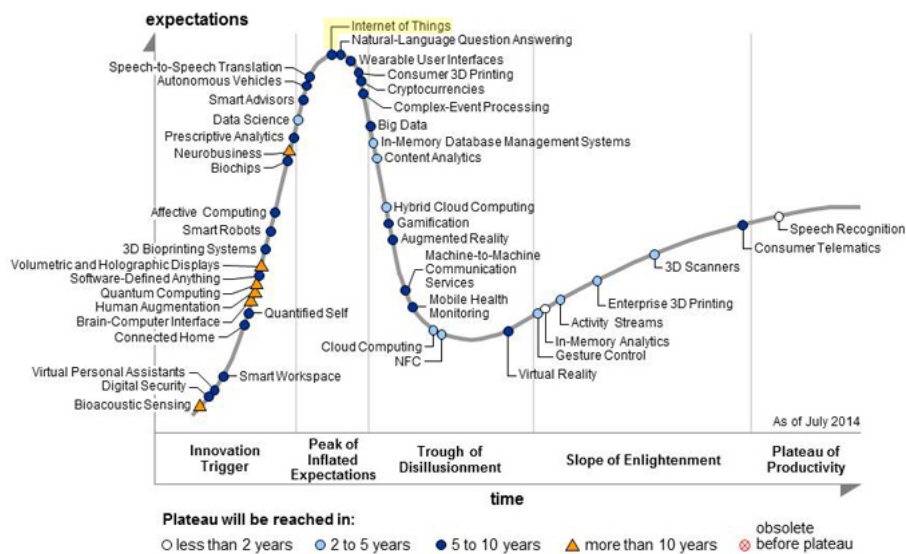 expectations
Internet of Things
Natural-Language Question Answering
Wearable User Interfaces
Speech-to-Speech Translation
Consumer 3D Printing
Autonomous Vehicles
Cryptocurrencies
Smart Advisors
Complex-Event Processing
Data Science
Big Data
Prescriptive Analytics
In-Memory Database Management Systems
Neurobusiness
Content Analytics
Biochips
Hybrid Cloud Computing
Affective Computing
Gamification
Smart Robots
Augmented Reality
3D Bioprinting Systems
Machine-to-Machine
Communication
Services
Volumetric and Holographic Displays
Software-Defined Anything
Quantum Computing
Mobile Health
Monitoring
Human Augmentation
Quantified Self
Brain-Computer Interface
Connected Home
Cloud Computing
NFC
Virtual Reality
Speech Recognition
Consumer Telematics
3D Scanners
Enterprise 3D Printing
Activity Streams
In-Memory Analytics
Gesture Control
Virtual Personal Assistants
Smart Workspace
Digital Security
Bioacoustic Sensing
As of July 2014
Innovation
Trigger
Peak of
Inflated
Expectations
Trough of
Disillusionment
Slope of Enlightenment
Plateau of
Productivity
time
Plateau will be reached in:
less than 2 years
2 to 5 years
5 to 10 years
more than 10 years
obsolete
before plateau